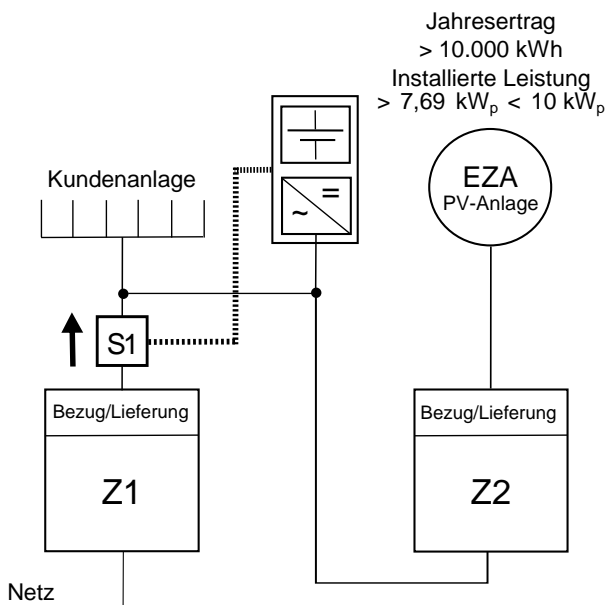 Jahresertrag
> 10.000 kWh
Installierte Leistung
> 7,69 kWp < 10 kWp
Kundenanlage
=
~
EZA
PV-Anlage
S1
Bezug/Lieferung
Z1
Bezug/Lieferung
Z2
Netz